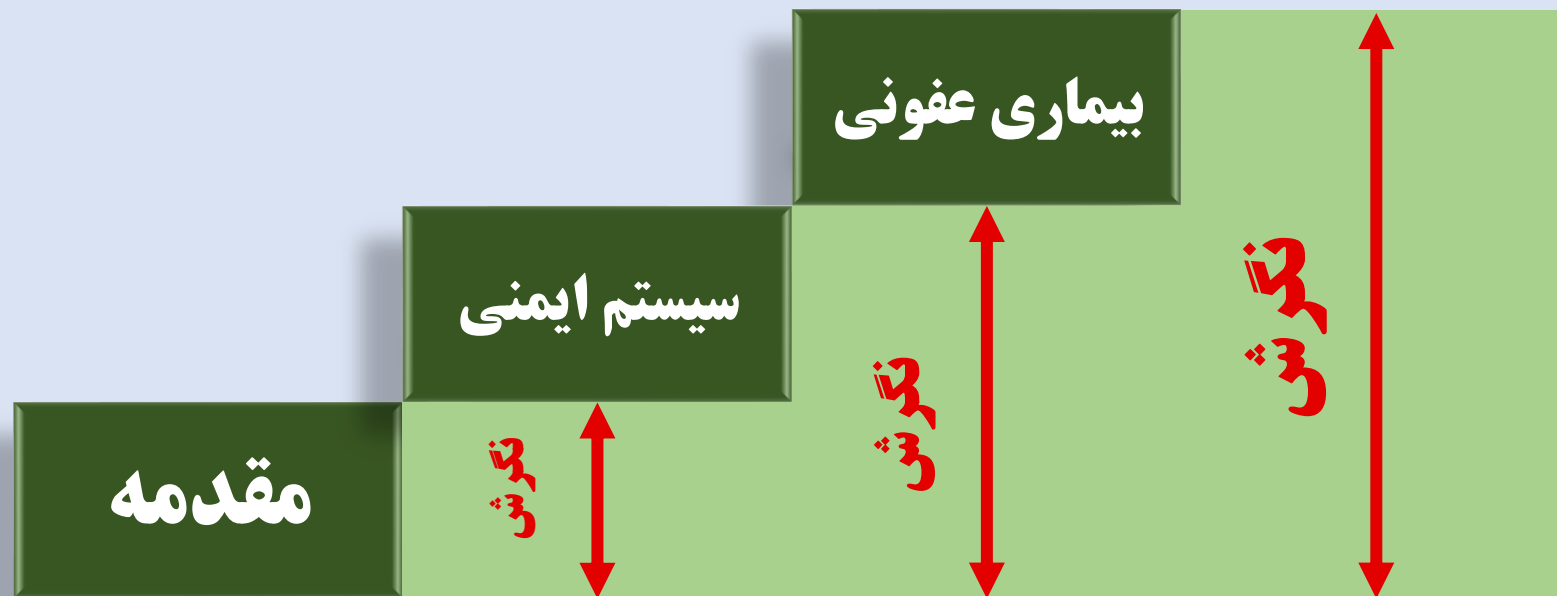 بیماری عفونی
سیستم ایمنی
مقدمه
نگرش
نگرش
نگرش